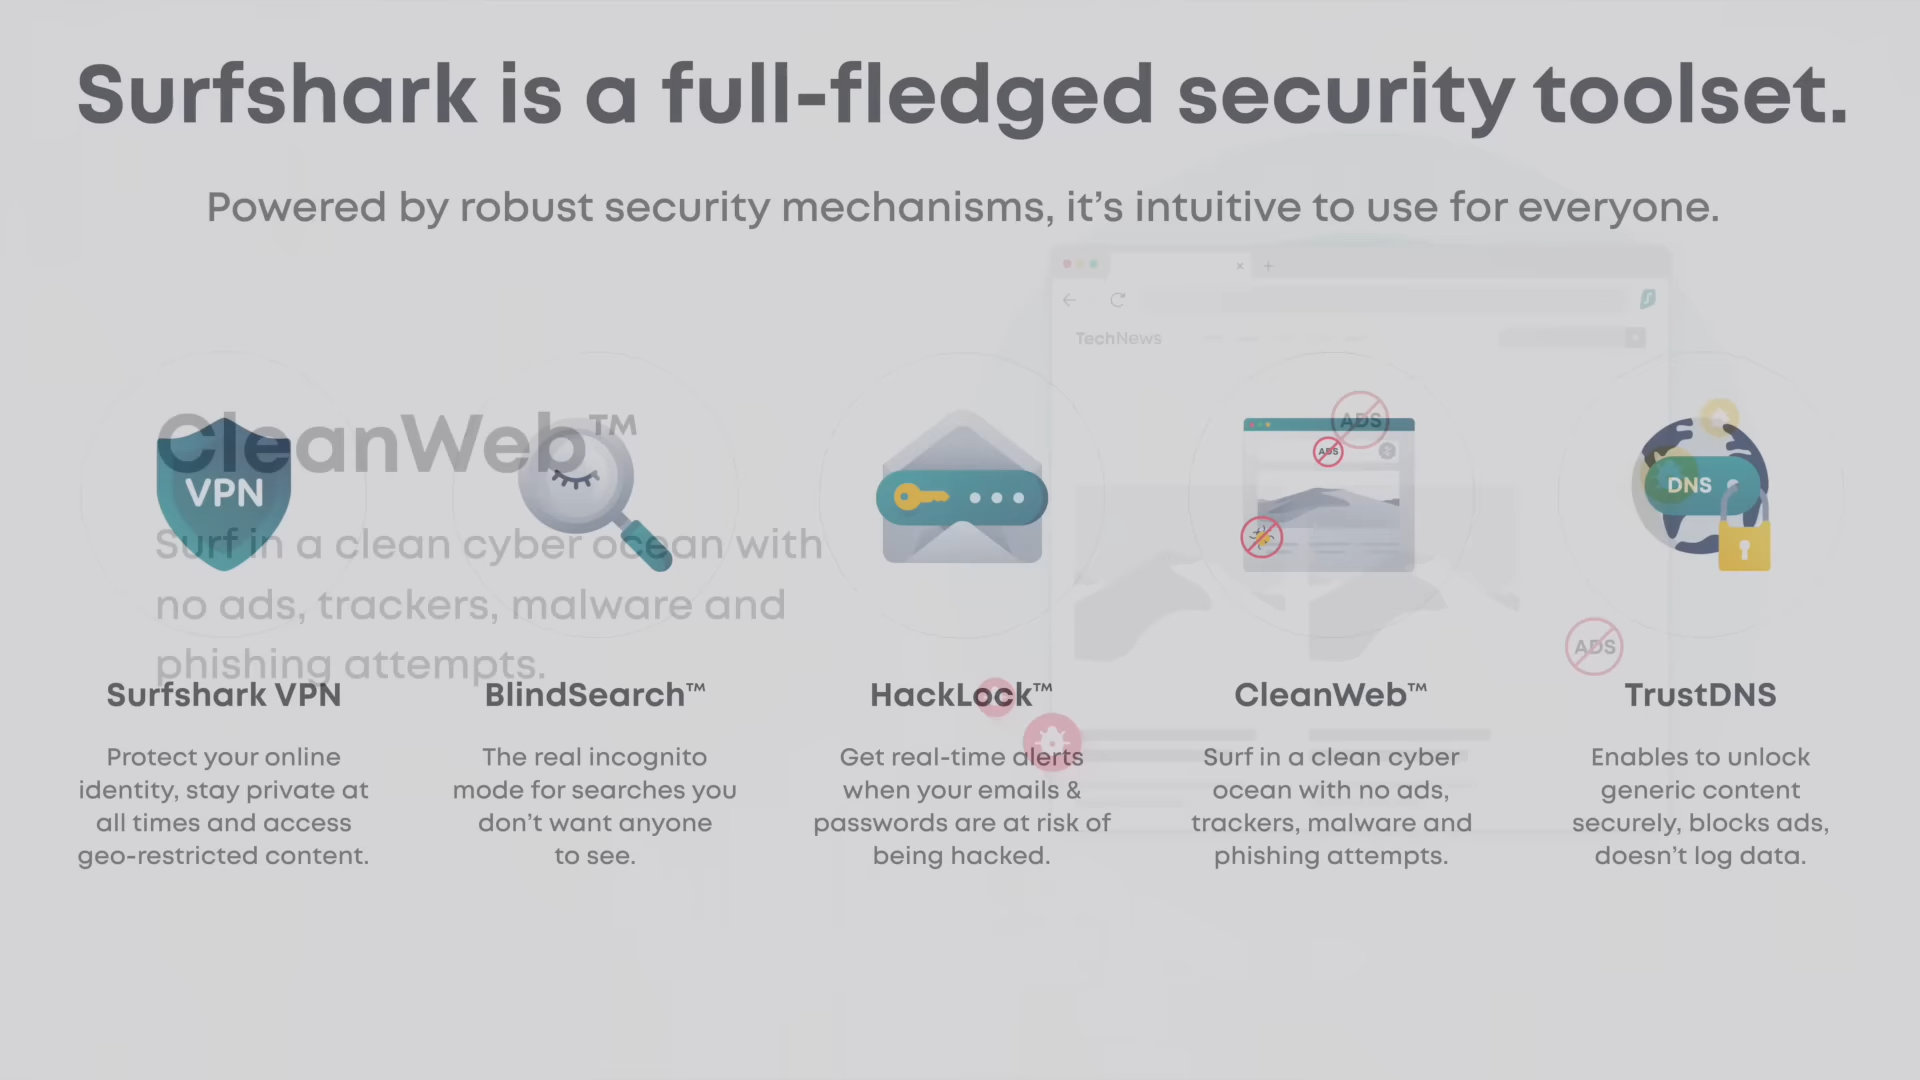 Surfshark is a full-fledged security toolset.
Powered by robust security mechanisms, it's intuitive to use for everyone.
TechNews
CleanWeb™
Surf in a clean cyber ocean with
no ads, trackers, malware and
phishing attempts.
VPN
ADS
ADS
DNS
ADS
Surfshark VPN
Protect your online
identity, stay private at
all times and access
geo-restricted content.
BlindSearch™
The real incognito
mode for searches you
don't want anyone
to see.
HackLock™
Get real-time alerts
when your emails &
passwords are at risk of
being hacked.
CleanWeb™
Surf in a clean cyber
ocean with no ads,
trackers, malware and
phishing attempts.
TrustDNS
Enables to unlock
generic content
securely, blocks ads,
doesn't log data.